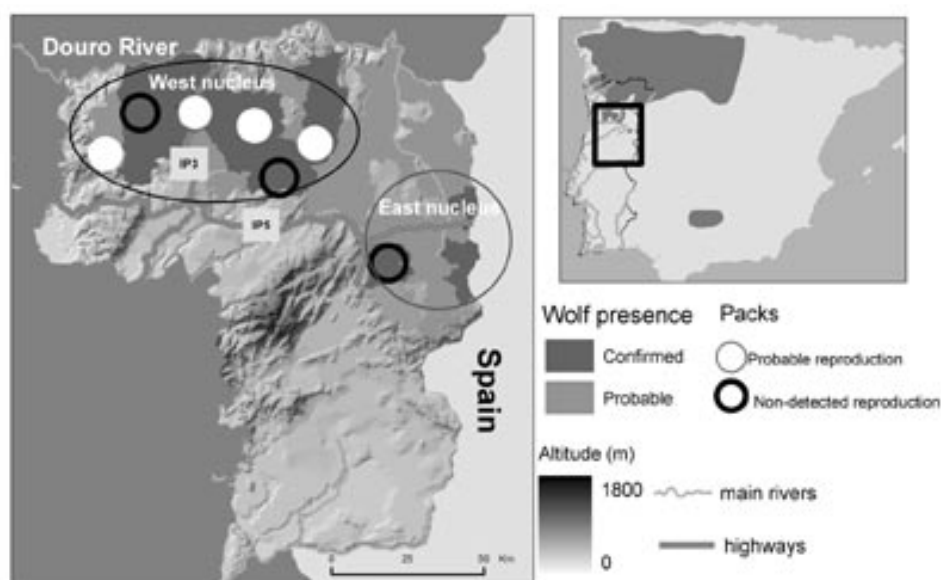 Douro River
West nucleus
IP3
IP5
East nucleus
Spain
0 25 50 Km
Wolf presence
Confirmed
Probable
Packs
Probable reproduction
Non-detected reproduction
Altitude (m)
1800
0
main rivers
highways